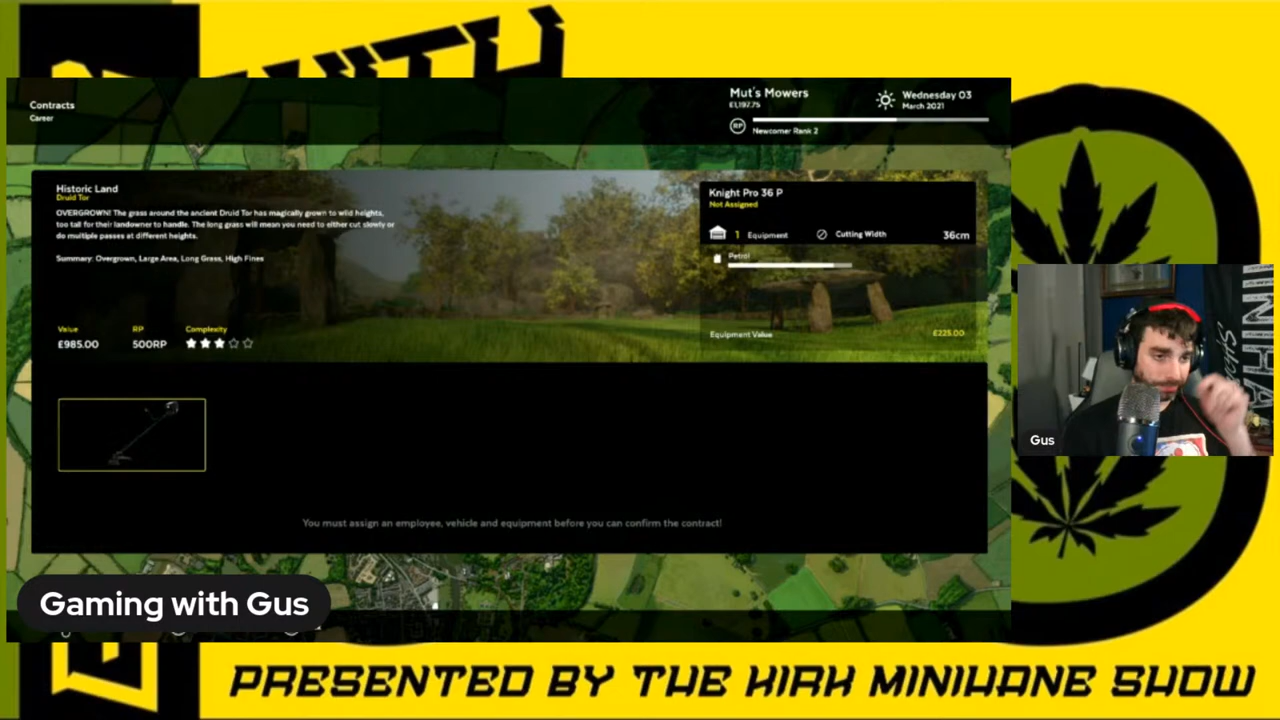 WITH
Contracts
Career
Mut's Mowers
£1,197.75
Wednesday 03
March 2021
RP
Newcomer Rank 2
Historic Land
Druid Tor
OVERGROWN! The grass around the ancient Druid Tor has magically grown to wild heights,
too tall for their landowner to handle. The long grass will mean you need to either cut slowly or
do multiple passes at different heights.
Summary: Overgrown, Large Area, Long Grass, High Fines
Value
RP
Complexity
£985.00
500RP
Knight Pro 36 P
Not Assigned
1 Equipment
Cutting Width
36cm
Petrol
Equipment Value
£225.00
You must assign an employee, vehicle and equipment before you can confirm the contract!
Gus
Gaming with Gus
PRESENTED BY THE KIRK MINIHANE SHOW